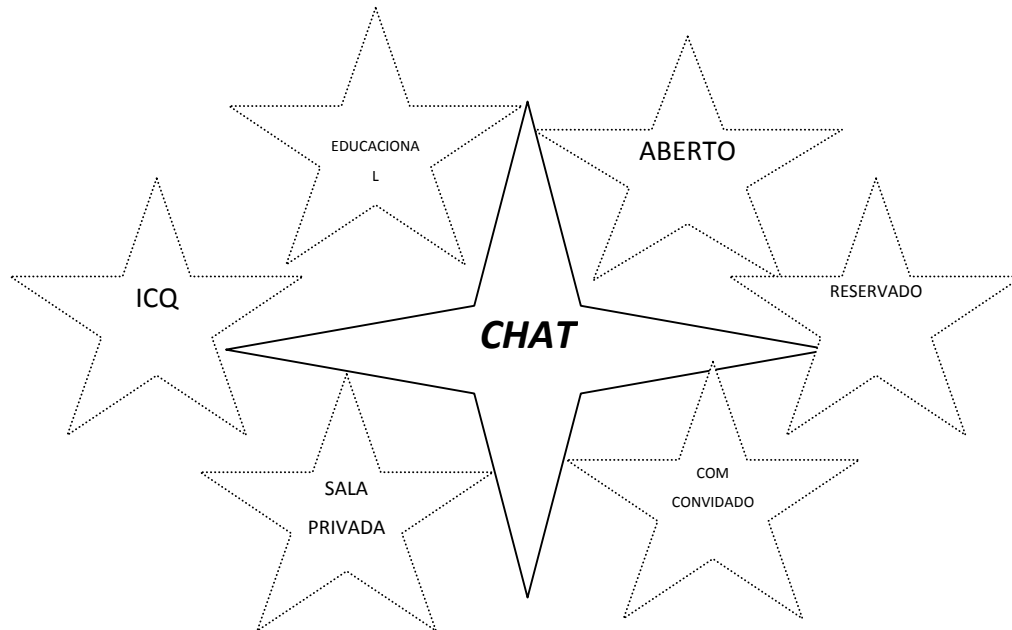 EDUCACIONA
L
ABERTO
ICQ
RESERVADO
CHAT
SALA
PRIVADA
COM
CONVIDADO